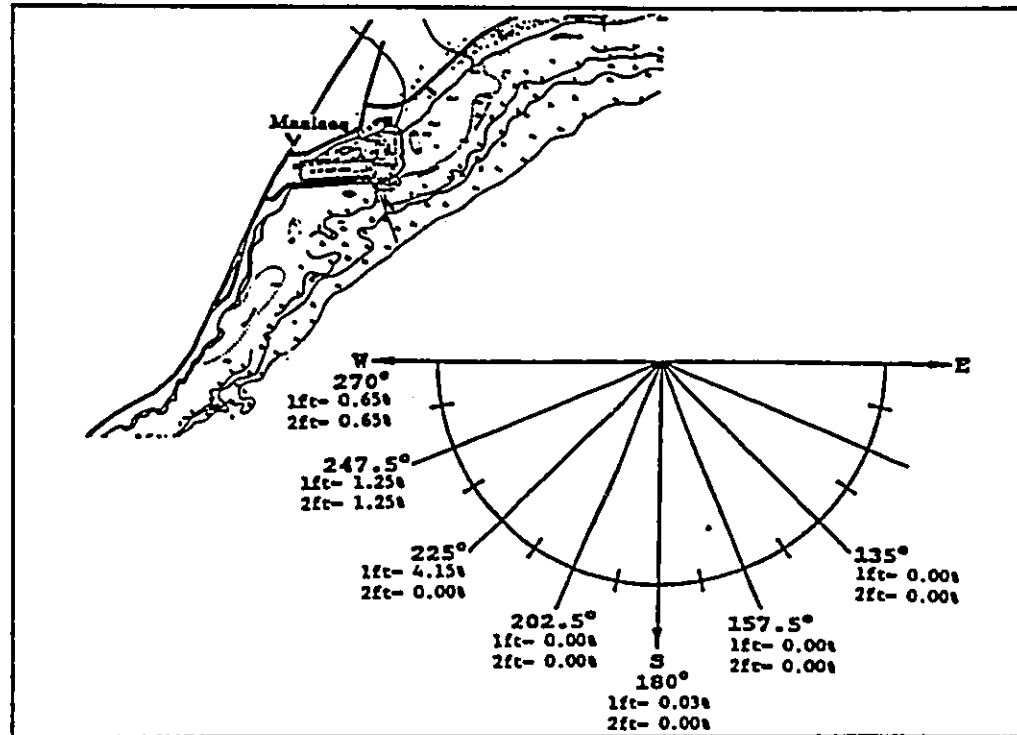 Maalaea
W
E
270°
1ft= 0.65%
2ft= 0.65%
247.5°
1ft= 1.25%
2ft= 1.25%
225°
1ft= 4.15%
2ft= 0.00%
135°
1ft= 0.00%
2ft= 0.00%
202.5°
1ft= 0.00%
2ft= 0.00%
157.5°
1ft= 0.00%
2ft= 0.00%
S
180°
1ft= 0.03%
2ft= 0.00%